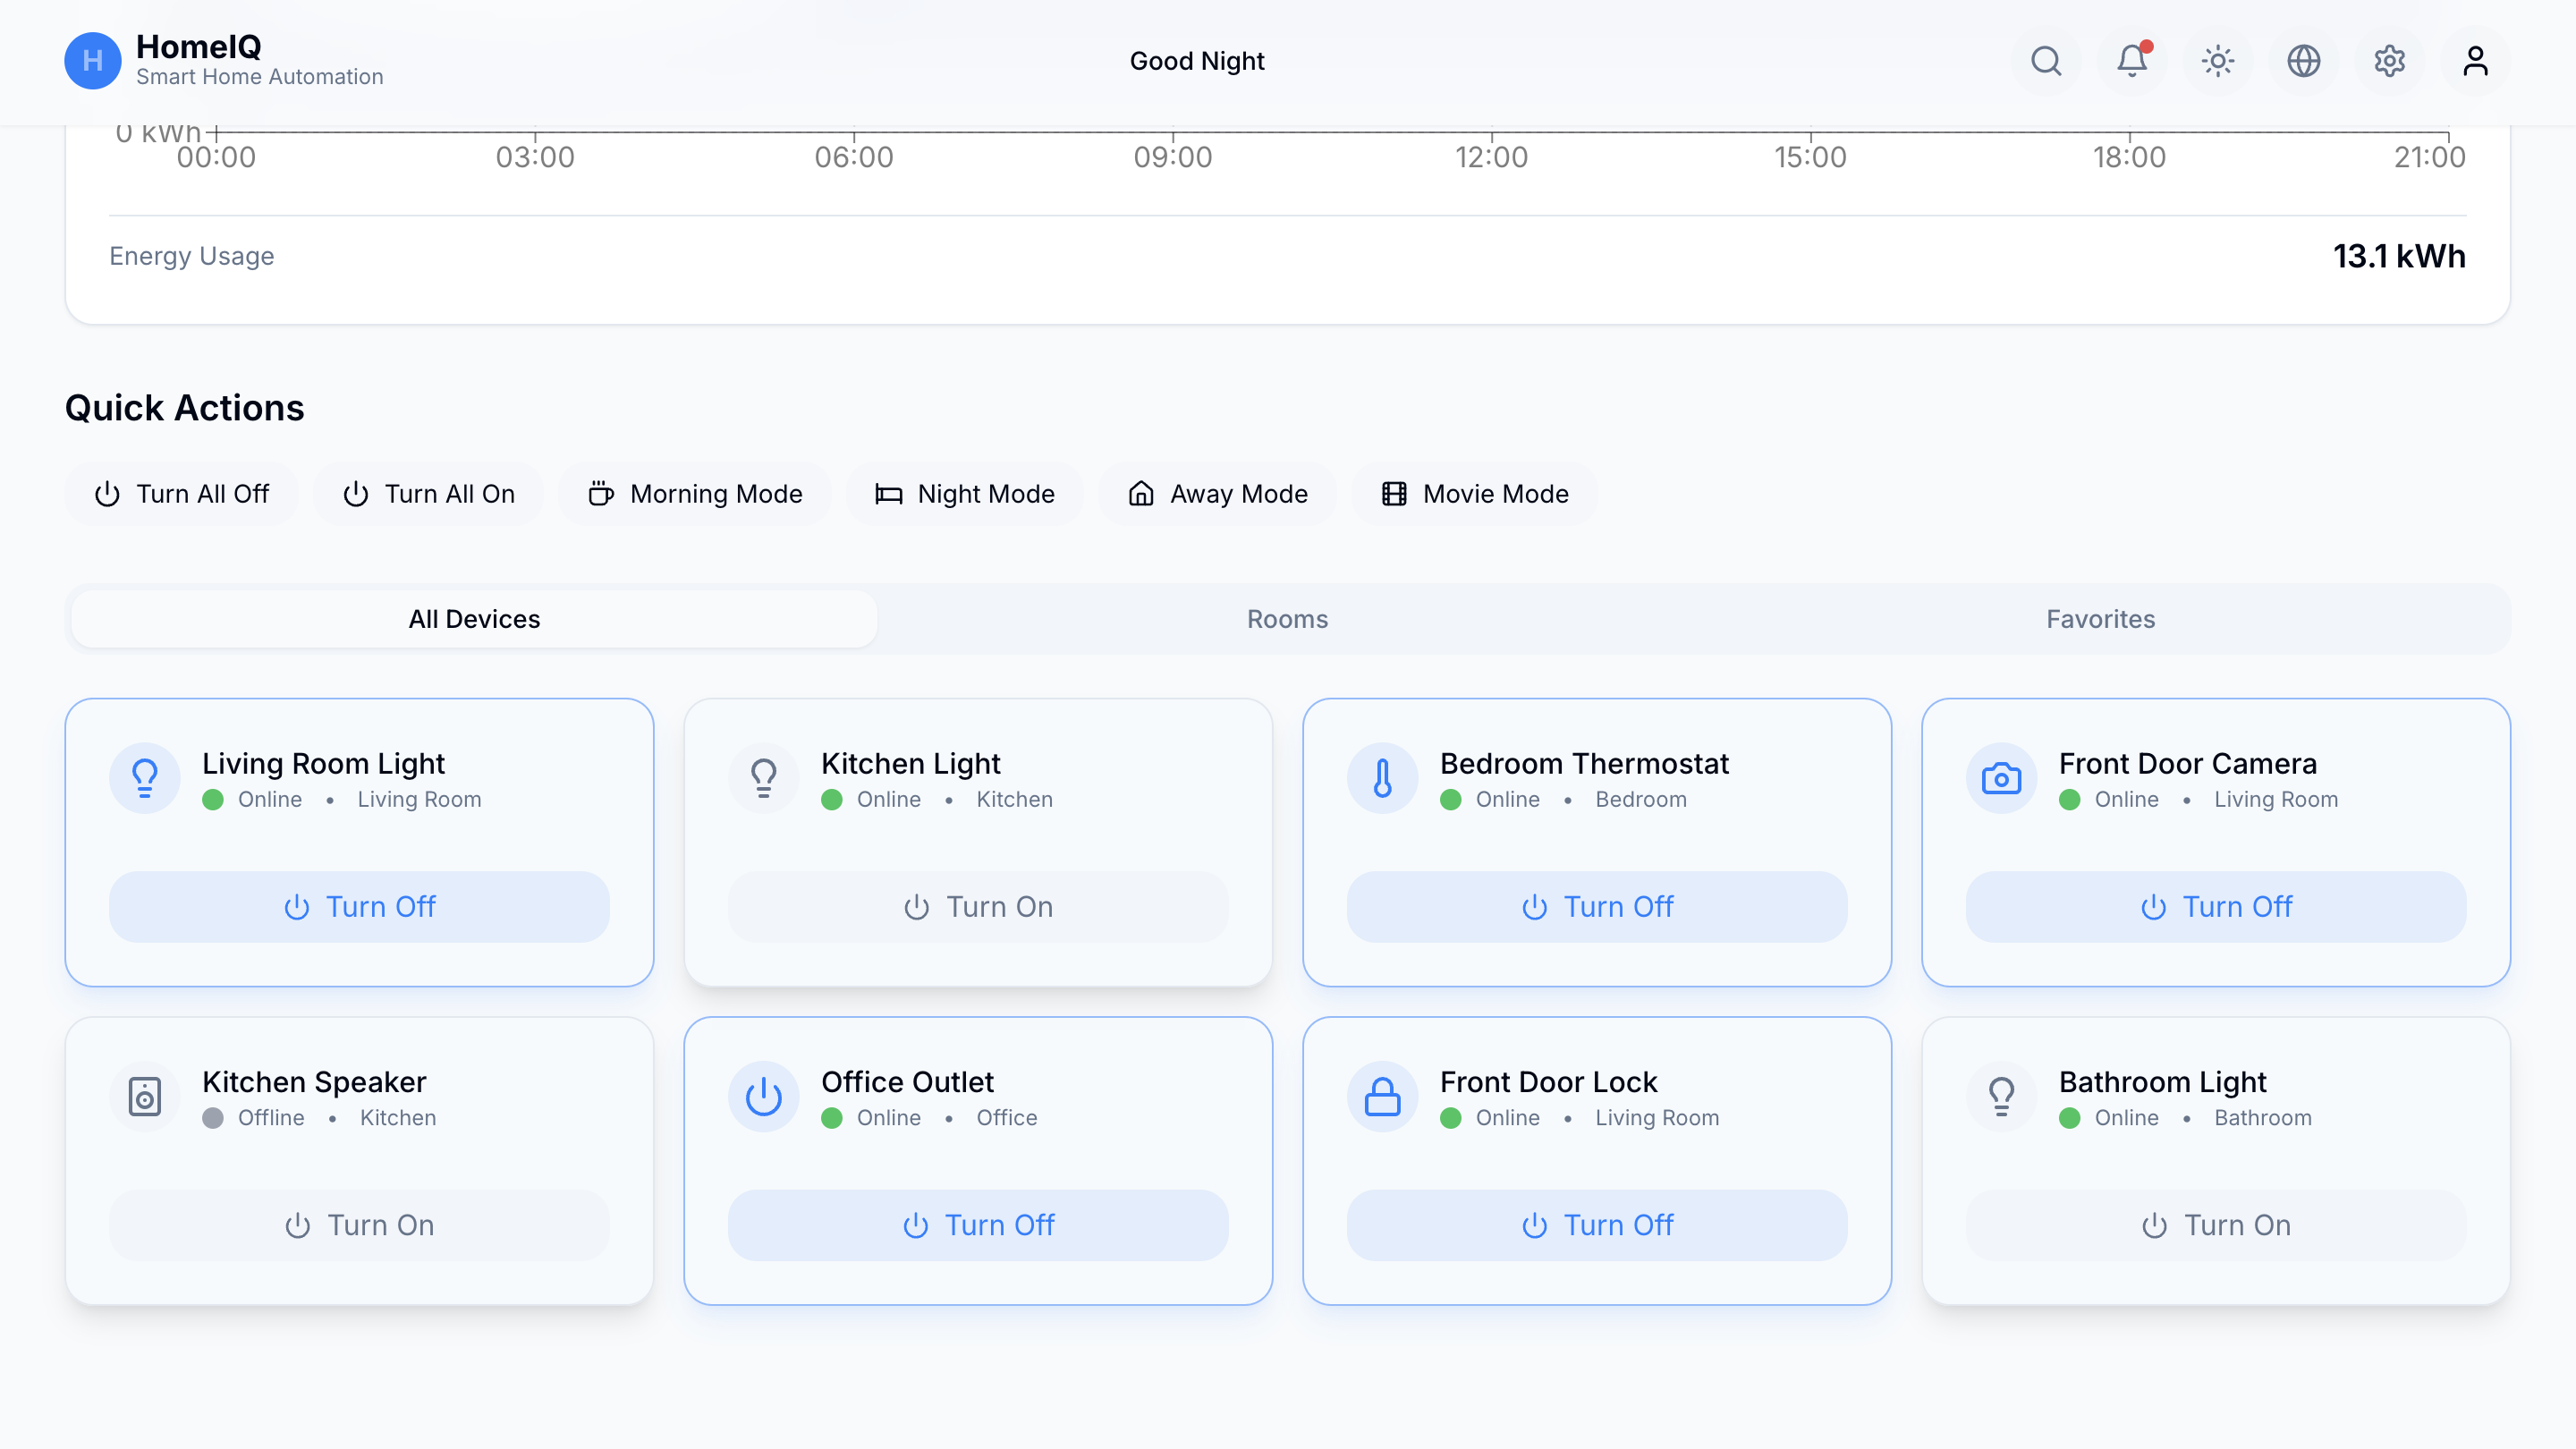 H
HomeIQ
Smart Home Automation
Good Night
0 kWh
00:00 03:00 06:00 09:00 12:00 15:00 18:00 21:00
Energy Usage 13.1 kWh
Quick Actions
Turn All Off Turn All On Morning Mode Night Mode Away Mode Movie Mode
All Devices Rooms Favorites
Living Room Light
Online • Living Room
Turn Off
Kitchen Light
Online • Kitchen
Turn On
Bedroom Thermostat
Online • Bedroom
Turn Off
Front Door Camera
Online • Living Room
Turn Off
Kitchen Speaker
Offline • Kitchen
Turn On
Office Outlet
Online • Office
Turn Off
Front Door Lock
Online • Living Room
Turn Off
Bathroom Light
Online • Bathroom
Turn On